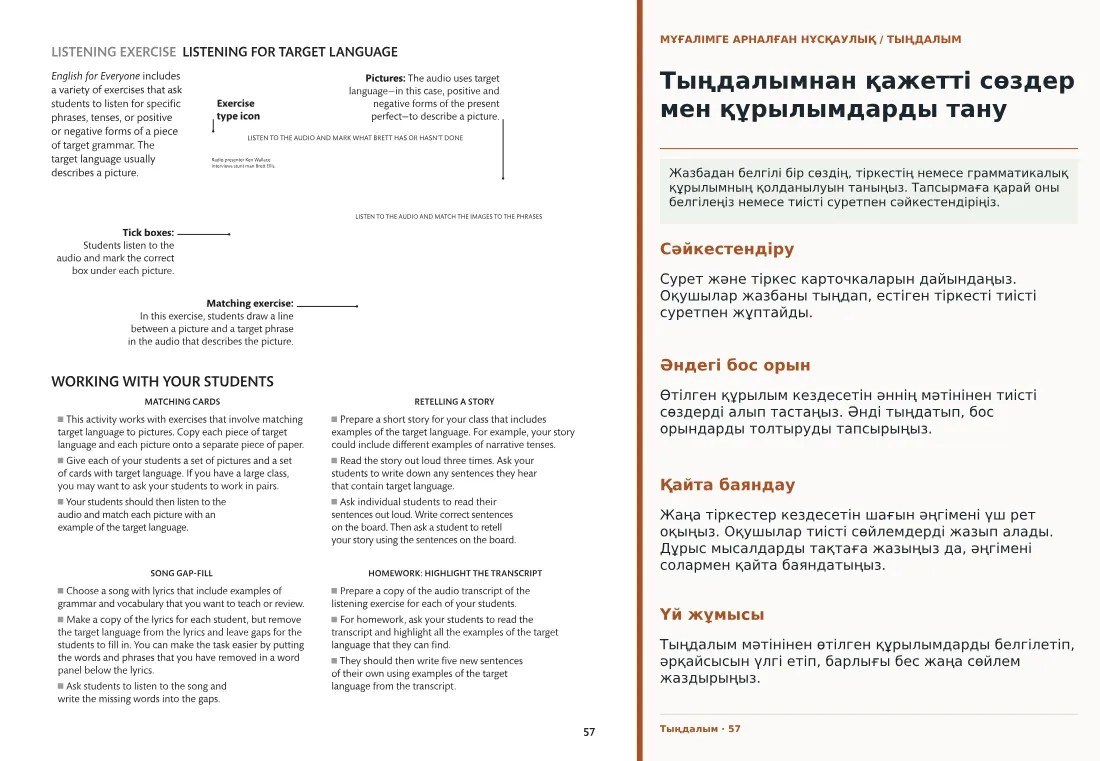 LISTENING EXERCISE LISTENING FOR TARGET LANGUAGE
English for Everyone includes
a variety of exercises that ask
students to listen for specific
phrases, tenses, or positive
or negative forms of a piece
of target grammar. The
target language usually
describes a picture.
Exercise
type icon
Pictures: The audio uses target
language—in this case, positive and
negative forms of the present
perfect—to describe a picture.
LISTEN TO THE AUDIO AND MARK WHAT BRETT HAS OR HASN'T DONE
Radio presenter Ken Wallace
interviews stunt man Brett Ellis.
LISTEN TO THE AUDIO AND MATCH THE IMAGES TO THE PHRASES
Tick boxes:
Students listen to the
audio and mark the correct
box under each picture.
Matching exercise:
In this exercise, students draw a line
between a picture and a target phrase
in the audio that describes the picture.
WORKING WITH YOUR STUDENTS
MATCHING CARDS
■ This activity works with exercises that involve matching
target language to pictures. Copy each piece of target
language and each picture onto a separate piece of paper.
■ Give each of your students a set of pictures and a set
of cards with target language. If you have a large class,
you may want to ask your students to work in pairs.
■ Your students should then listen to the
audio and match each picture with an
example of the target language.
RETELLING A STORY
■ Prepare a short story for your class that includes
examples of the target language. For example, your story
could include different examples of narrative tenses.
■ Read the story out loud three times. Ask your
students to write down any sentences they hear
that contain target language.
■ Ask individual students to read their
sentences out loud. Write correct sentences
on the board. Then ask a student to retell
your story using the sentences on the board.
SONG GAP-FILL
■ Choose a song with lyrics that include examples of
grammar and vocabulary that you want to teach or review.
■ Make a copy of the lyrics for each student, but remove
the target language from the lyrics and leave gaps for the
students to fill in. You can make the task easier by putting
the words and phrases that you have removed in a word
panel below the lyrics.
■ Ask students to listen to the song and
write the missing words into the gaps.
HOMEWORK: HIGHLIGHT THE TRANSCRIPT
■ Prepare a copy of the audio transcript of the
listening exercise for each of your students.
■ For homework, ask your students to read the
transcript and highlight all the examples of the target
language that they can find.
■ They should then write five new sentences
of their own using examples of the target
language from the transcript.
57
МҰҒАЛІМГЕ АРНАЛҒАН НҰСҚАУЛЫҚ / ТЫҢДАЛЫМ
Тыңдалымнан қажетті сөздер
мен құрылымдарды тану
Жазбадан белгілі бір сөздің, тіркестің немесе грамматикалық
құрылымның қолданылуын таныңыз. Тапсырмаға қарай оны
белгілеңіз немесе тиісті суретпен сәйкестендіріңіз.
Сәйкестендіру
Сурет және тіркес карточкаларын дайындаңыз.
Оқушылар жазбаны тыңдап, естіген тіркесті тиісті
суретпен жұптайды.
Әндегі бос орын
Өтілген құрылым кездесетін әннің мәтінінен тиісті
сөздерді алып тастаңыз. Әнді тыңдатып, бос
орындарды толтыруды тапсырыңыз.
Қайта баяндау
Жаңа тіркестер кездесетін шағын әңгімені үш рет
оқыңыз. Оқушылар тиісті сөйлемдерді жазып алады.
Дұрыс мысалдарды тақтаға жазыңыз да, әңгімені
солармен қайта баяндатыңыз.
Үй жұмысы
Тыңдалым мәтінінен өтілген құрылымдарды белгілетіп,
әрқайсысын үлгі етіп, барлығы бес жаңа сөйлем
жаздырыңыз.
Тыңдалым · 57